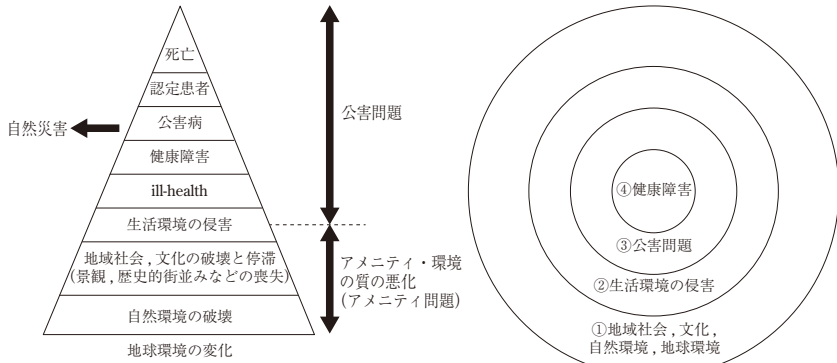 死亡
認定患者
公害病
自然災害
健康障害
ill-health
生活環境の侵害
地域社会,文化の破壊と停滞
(景観,歴史的街並みなどの喪失)
自然環境の破壊
地球環境の変化
公害問題
アメニティ・環境
の質の悪化
(アメニティ問題)
④健康障害
③公害問題
②生活環境の侵害
①地域社会,文化,
自然環境,地球環境